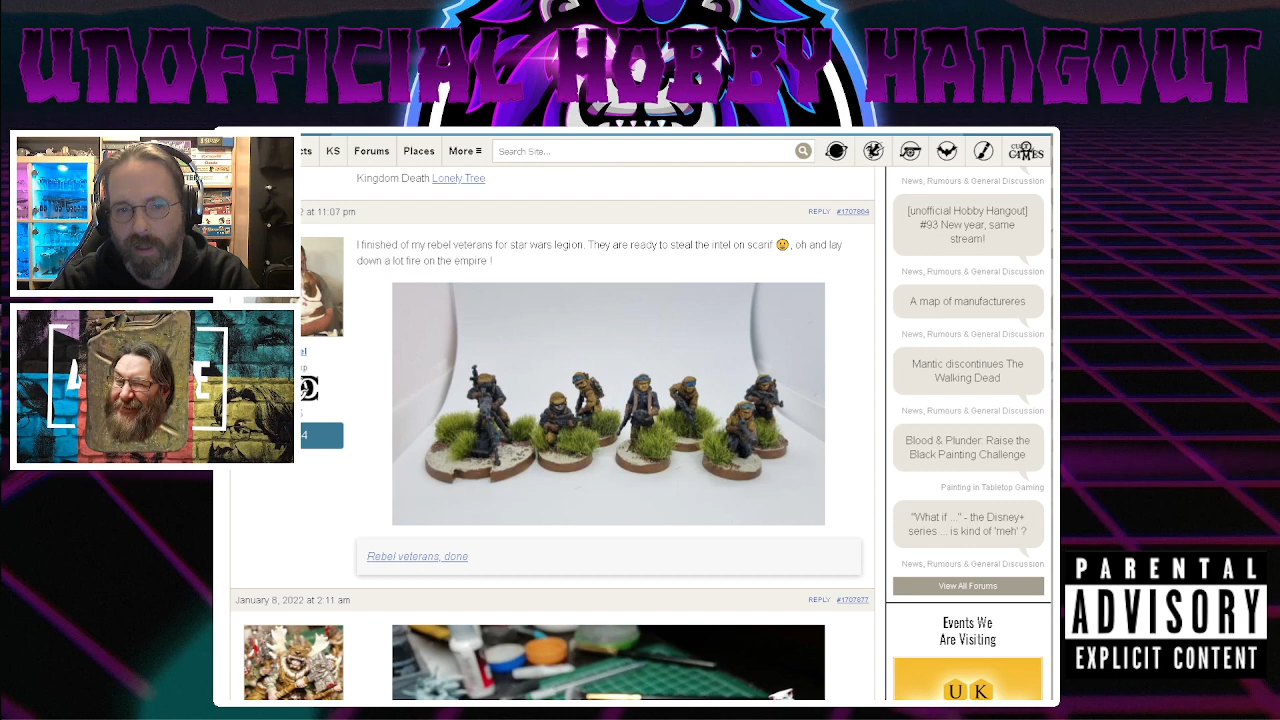 UNOFFICIAL HOBBY HANGOUT
cts KS Forums Places More ≡ Search Site...
Kingdom Death Lonely Tree
2 at 11:07 pm REPLY #1707864
I finished of my rebel veterans for star wars legion. They are ready to steal the intel on scarif 🙂, oh and lay
down a lot fire on the empire !
el
4
Rebel veterans, done
January 8, 2022 at 2:11 am REPLY #1707877
News, Rumours & General Discussion
[unofficial Hobby Hangout]
#93 New year, same
stream!
News, Rumours & General Discussion
A map of manufactureres
News, Rumours & General Discussion
Mantic discontinues The
Walking Dead
News, Rumours & General Discussion
Blood & Plunder: Raise the
Black Painting Challenge
Painting in Tabletop Gaming
"What if ..." - the Disney+
series ... is kind of 'meh' ?
News, Rumours & General Discussion
View All Forums
Events We
Are Visiting
UK
PARENTAL
ADVISORY
EXPLICIT CONTENT